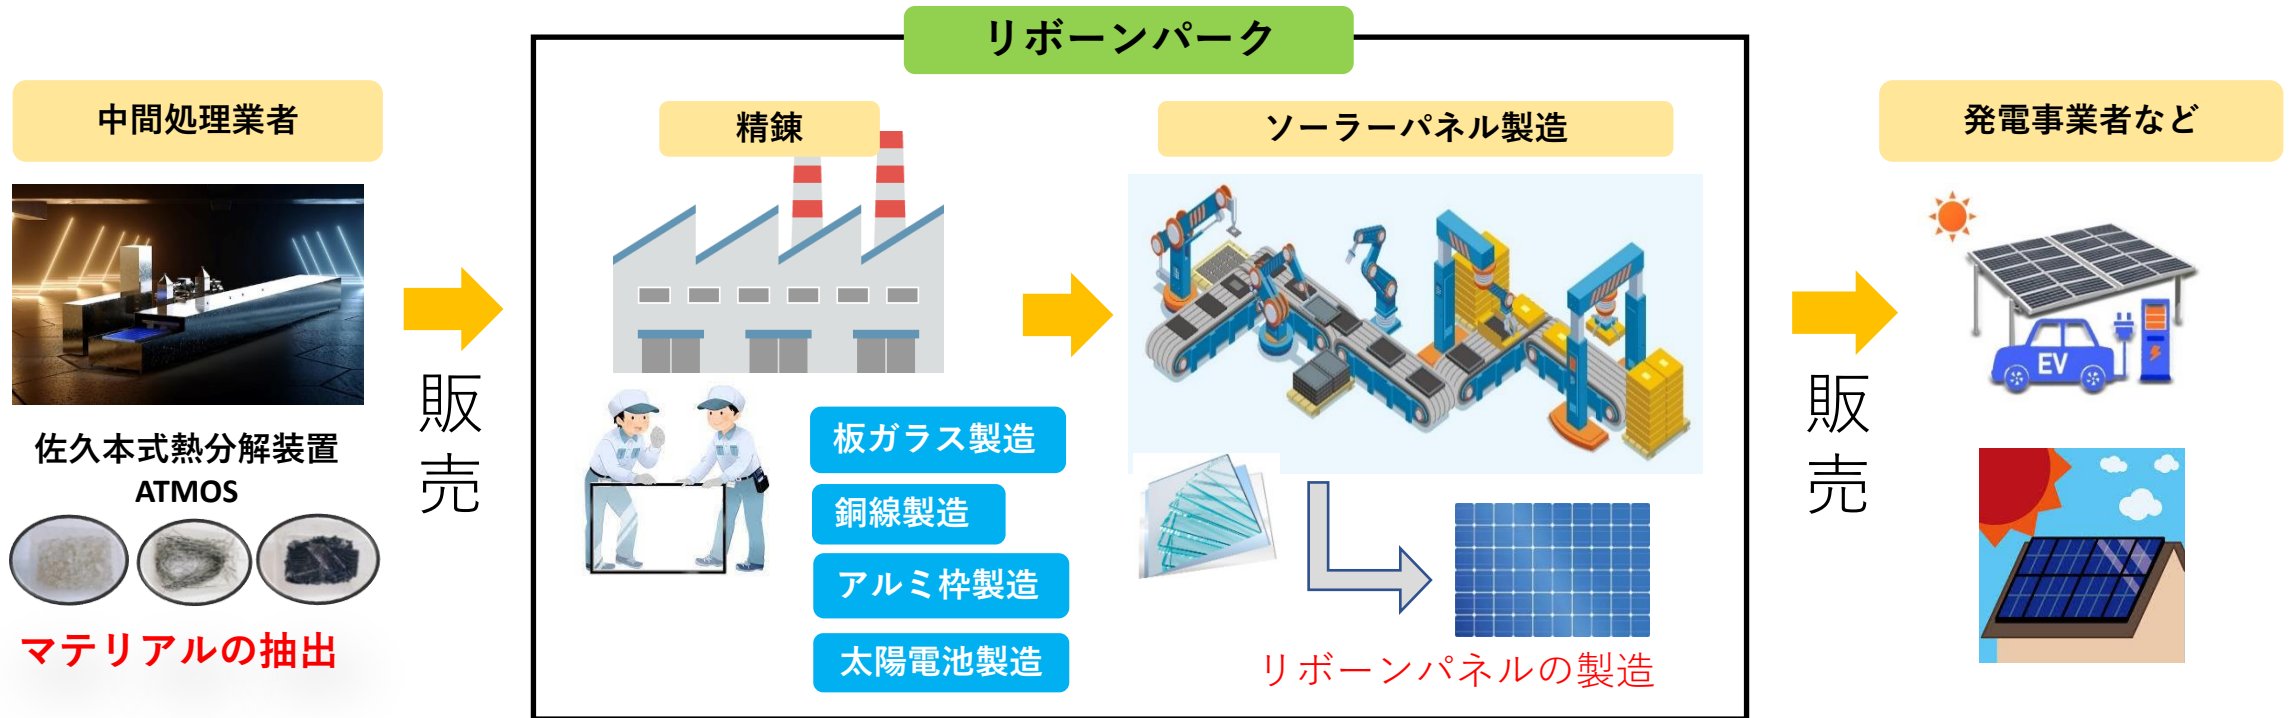 リボーンパーク
中間処理業者
佐久本式熱分解装置
ATMOS
マテリアルの抽出
販売
精錬
板ガラス製造
銅線製造
アルミ枠製造
太陽電池製造
ソーラーパネル製造
リボーンパネルの製造
販売
発電事業者など
EV